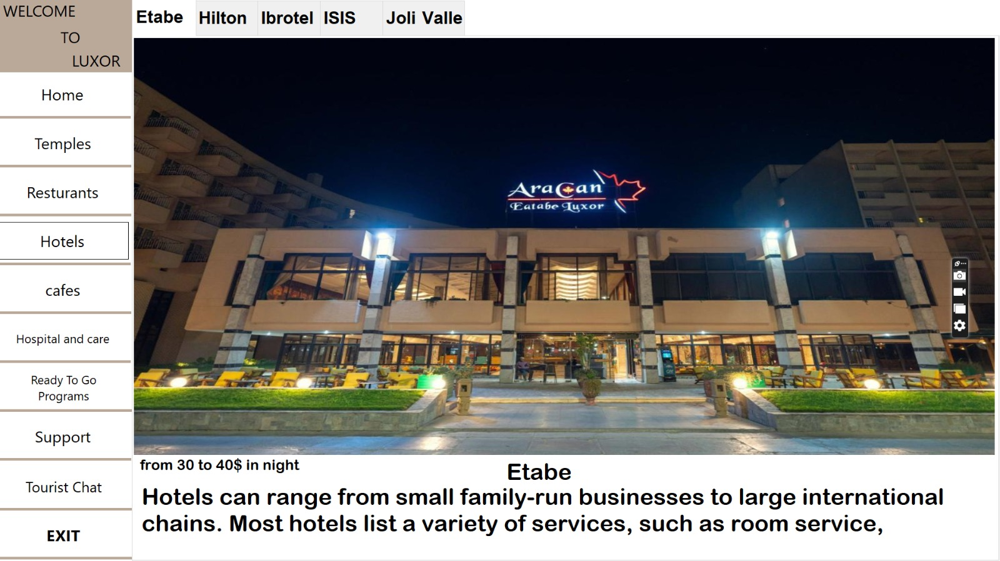 WELCOME
TO
LUXOR
Home
Temples
Resturants
Hotels
cafes
Hospital and care
Ready To Go
Programs
Support
Tourist Chat
EXIT
Etabe
Hilton
Ibrotel
ISIS
Joli Valle
AraCan
Eatabe Luxor
from 30 to 40$ in night
Etabe
Hotels can range from small family-run businesses to large international
chains. Most hotels list a variety of services, such as room service,